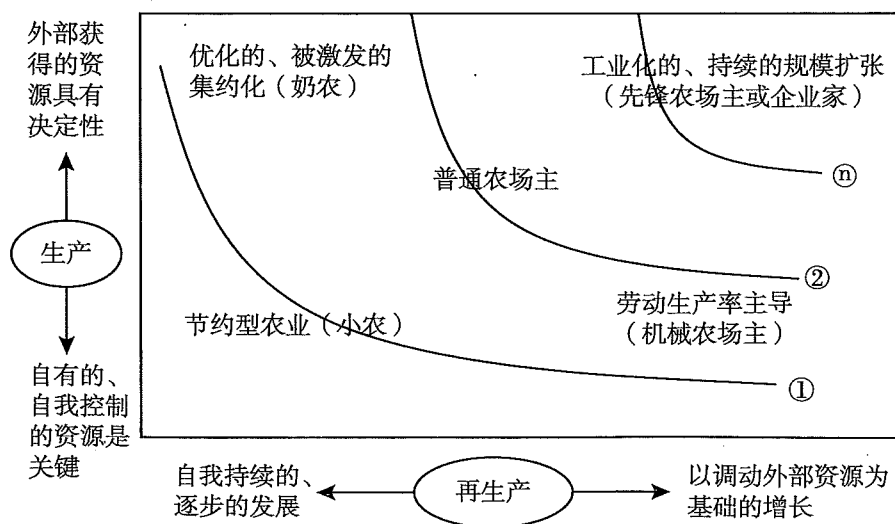 外部获
得的资
源具有
决定性
优化的、被激发的
集约化（奶农）
工业化的、持续的规模扩张
（先锋农场主或企业家）
普通农场主
ⓝ
生产
②
节约型农业（小农）
劳动生产率主导
（机械农场主）
①
自有的、
自我控制
的资源是
关键
自我持续的、
逐步的发展
再生产
以调动外部资源为
基础的增长